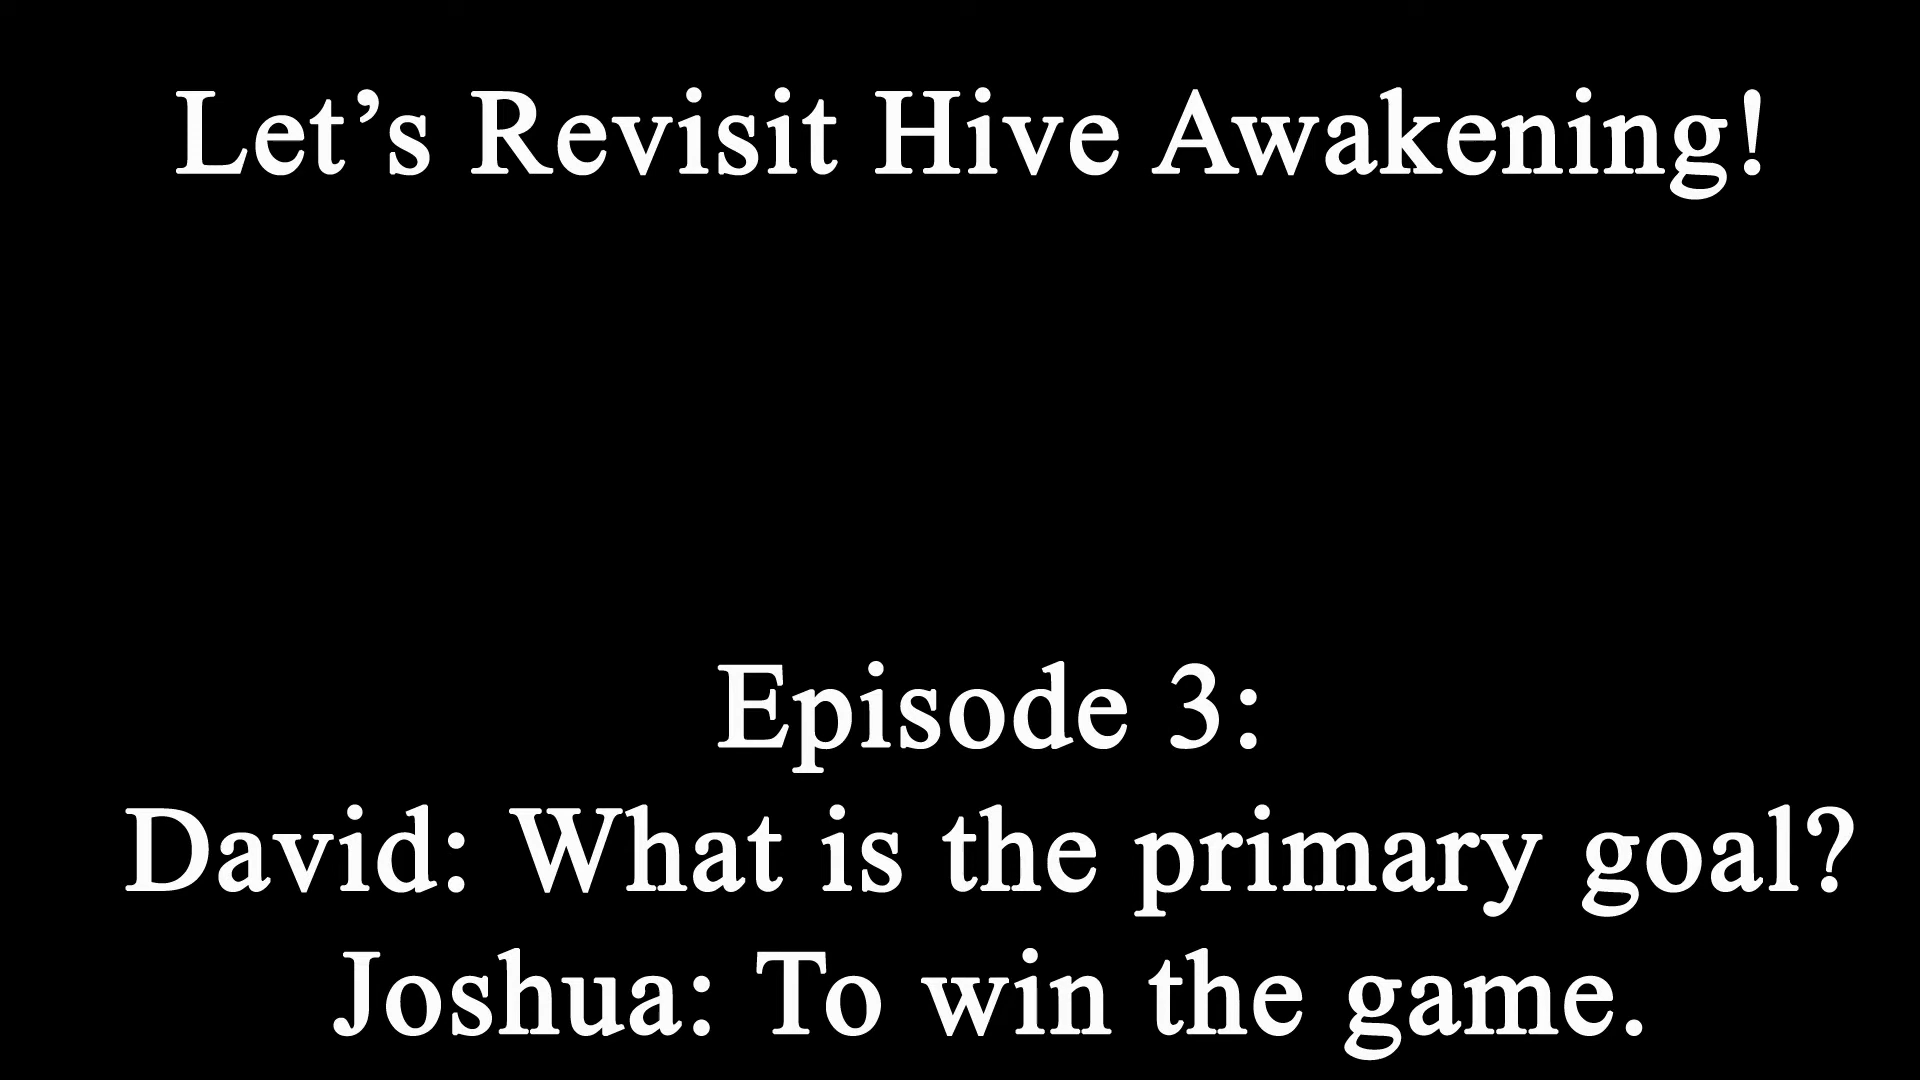 Let’s Revisit Hive Awakening!
Episode 3:
David: What is the primary goal?
Joshua: To win the game.